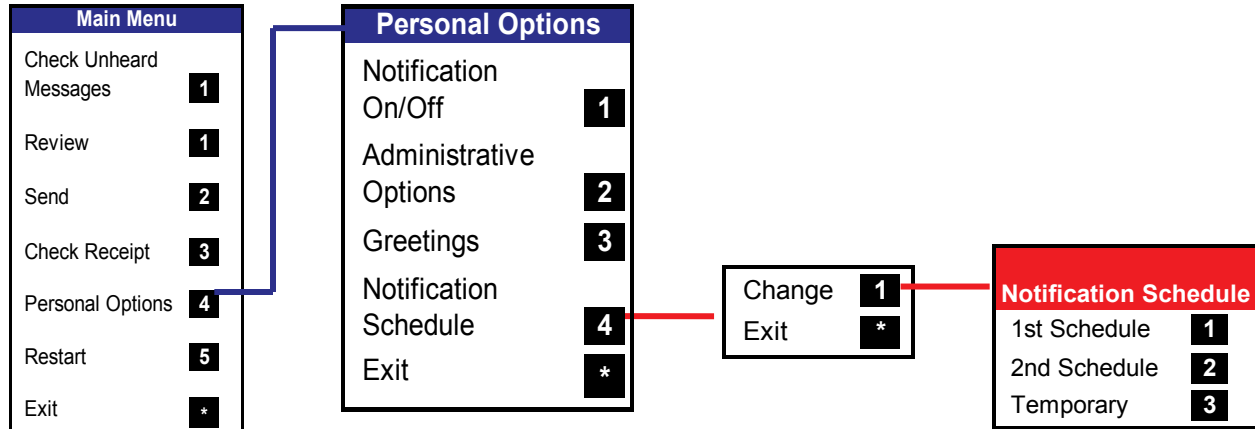 Main Menu
Check Unheard
Messages 1
Review 1
Send 2
Check Receipt 3
Personal Options 4
Restart 5
Exit *
Personal Options
Notification
On/Off 1
Administrative
Options 2
Greetings 3
Notification
Schedule 4
Exit *
Change 1
Exit *
Notification Schedule
1st Schedule 1
2nd Schedule 2
Temporary 3